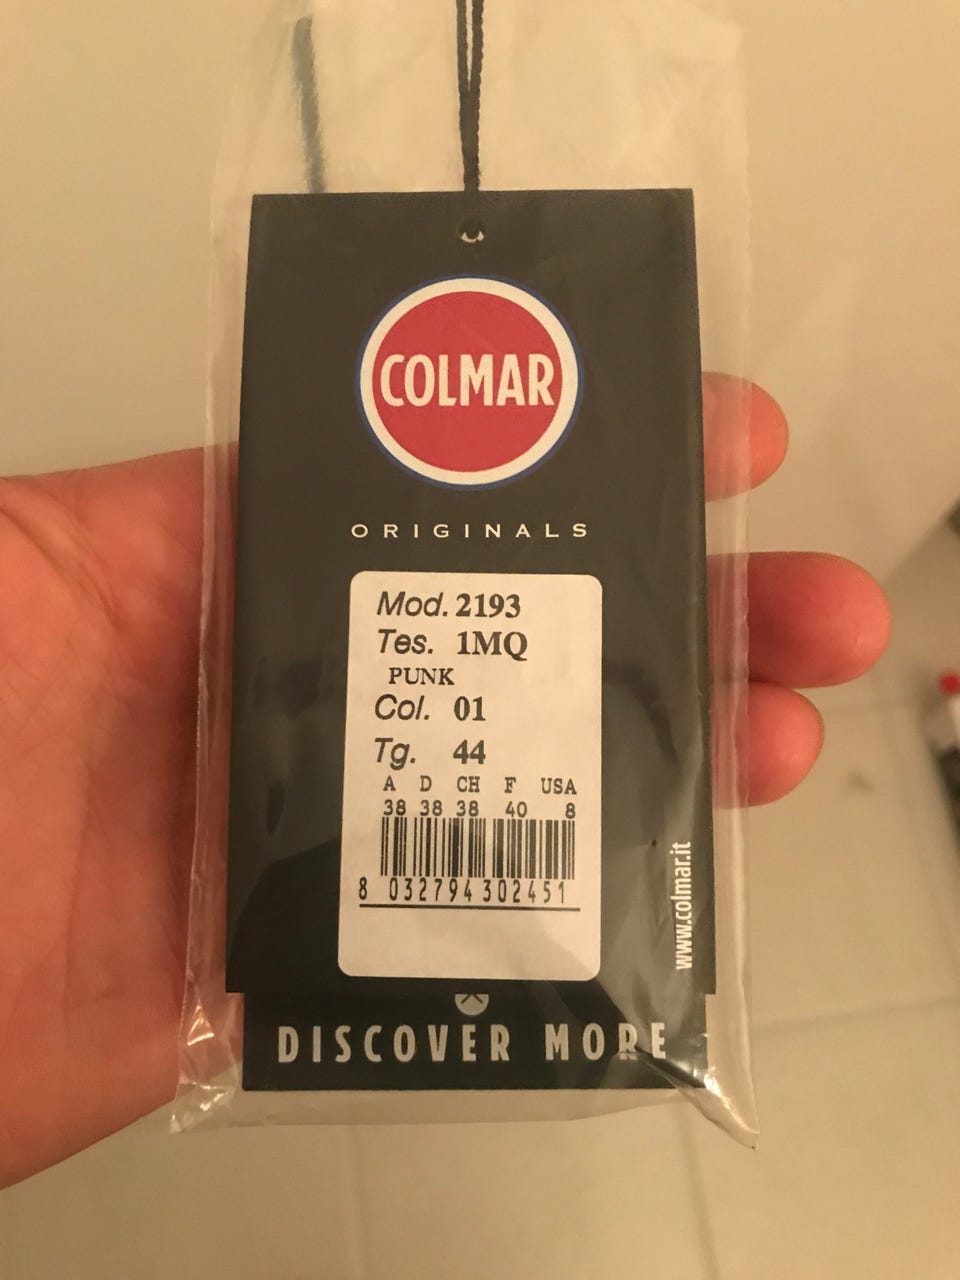 COLMAR
ORIGINALS
Mod. 2193
Tes. 1MQ
PUNK
Col. 01
Tg. 44
A D CH F USA
38 38 38 40 8
8 032794 302451
www.colmar.it
DISCOVER MORE